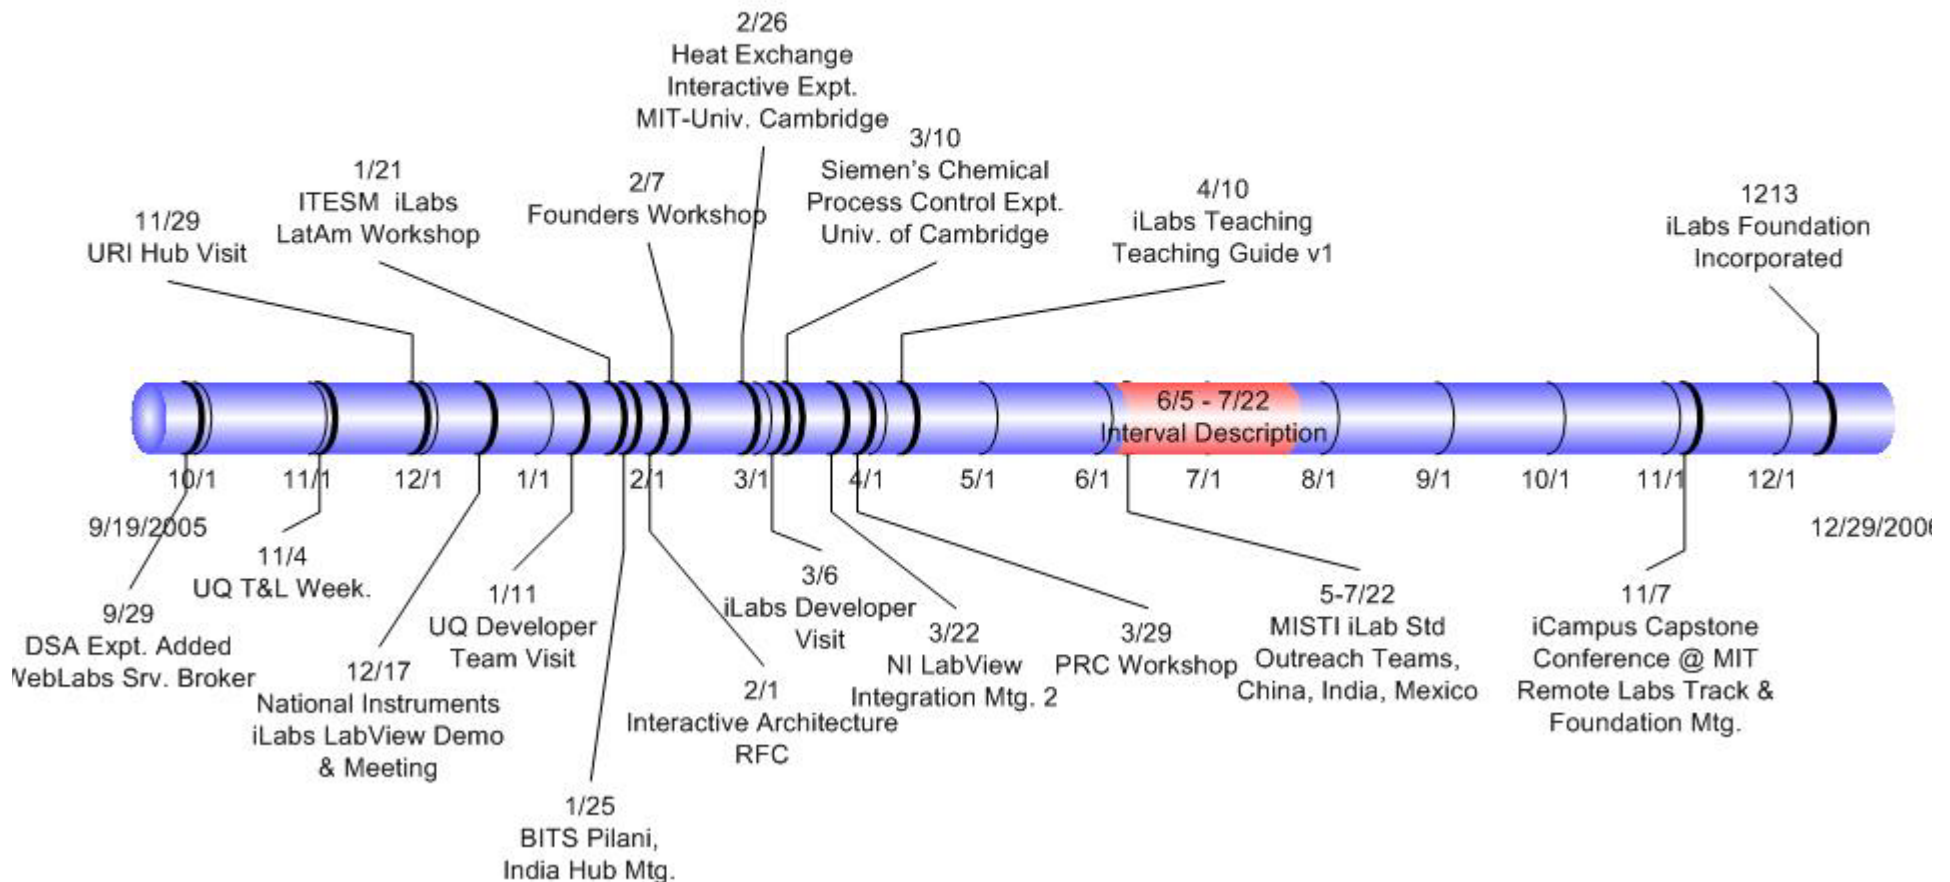 2/26
Heat Exchange
Interactive Expt.
MIT-Univ. Cambridge
3/10
Siemen's Chemical
Process Control Expt.
Univ. of Cambridge
1/21
ITESM  iLabs
LatAm Workshop
2/7
Founders Workshop
4/10
iLabs Teaching
Teaching Guide v1
1213
iLabs Foundation
Incorporated
11/29
URI Hub Visit
6/5 - 7/22
Interval Description
10/1
11/1
12/1
1/1
2/1
3/1
4/1
5/1
6/1
7/1
8/1
9/1
10/1
11/1
12/1
9/19/2005
12/29/200
11/4
UQ T&L Week.
9/29
DSA Expt. Added
WebLabs Srv. Broker
12/17
National Instruments
iLabs LabView Demo
& Meeting
1/11
UQ Developer
Team Visit
1/25
BITS Pilani,
India Hub Mtg.
2/1
Interactive Architecture
RFC
3/6
iLabs Developer
Visit
3/22
NI LabView
Integration Mtg. 2
3/29
PRC Workshop
5-7/22
MISTI iLab Std
Outreach Teams,
China, India, Mexico
11/7
iCampus Capstone
Conference @ MIT
Remote Labs Track &
Foundation Mtg.